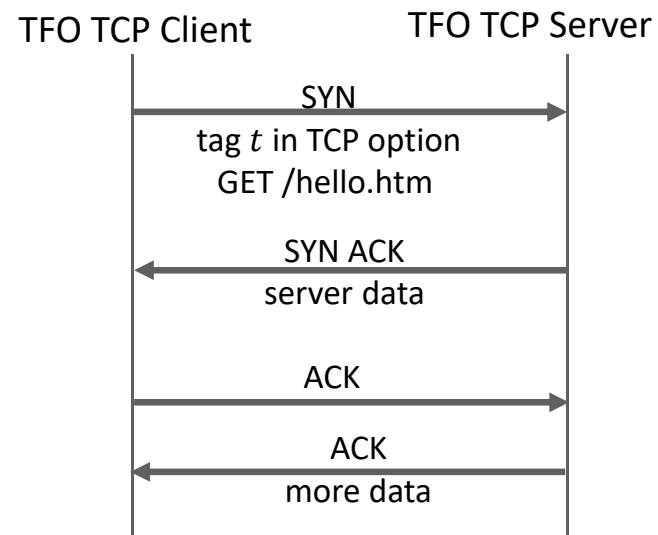 TFO TCP Client
TFO TCP Server
SYN
tag t in TCP option
GET /hello.htm
SYN ACK
server data
ACK
ACK
more data